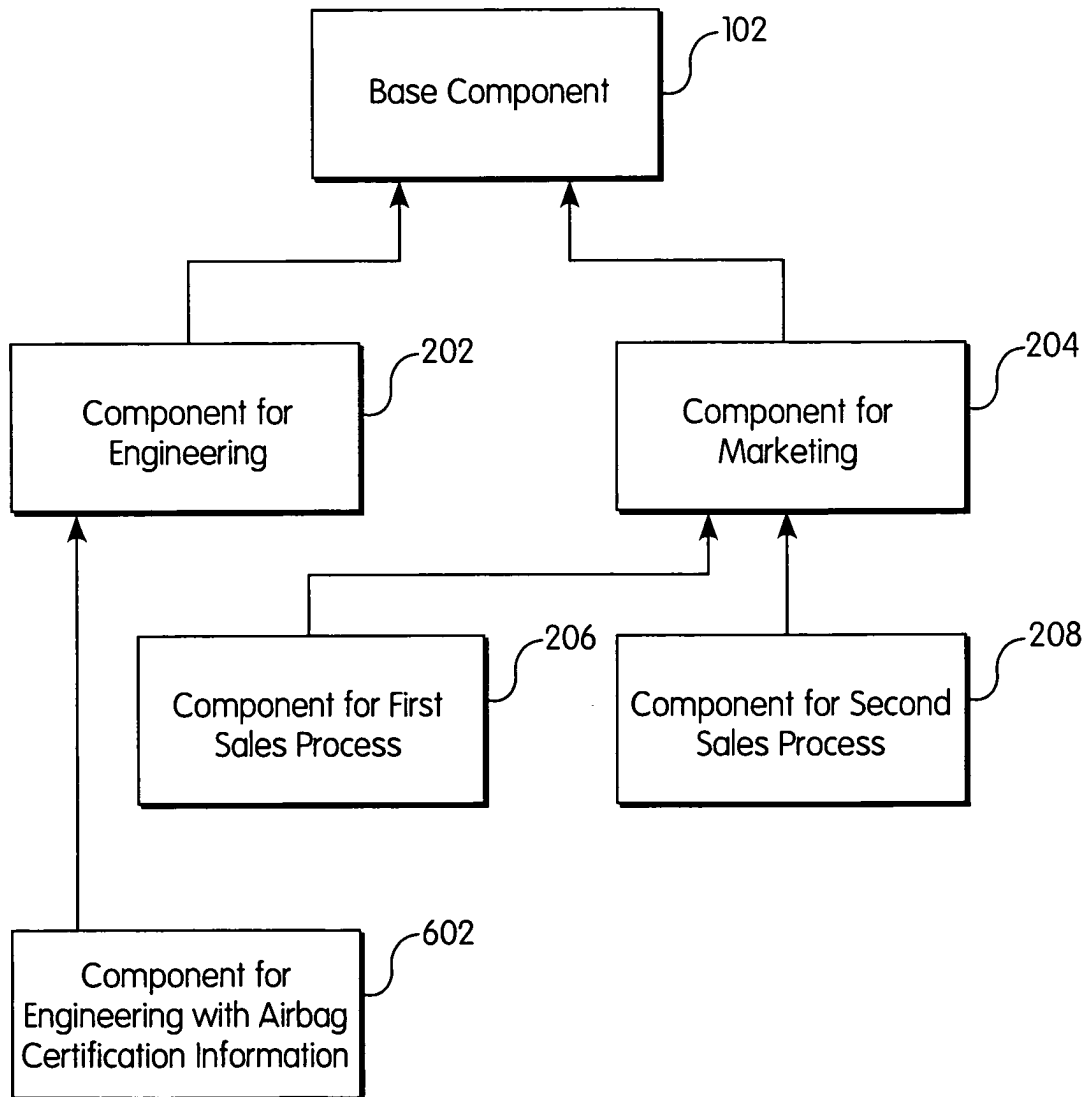 102
Base Component
202
Component for
Engineering
204
Component for
Marketing
206
Component for First
Sales Process
208
Component for Second
Sales Process
602
Component for
Engineering with Airbag
Certification Information